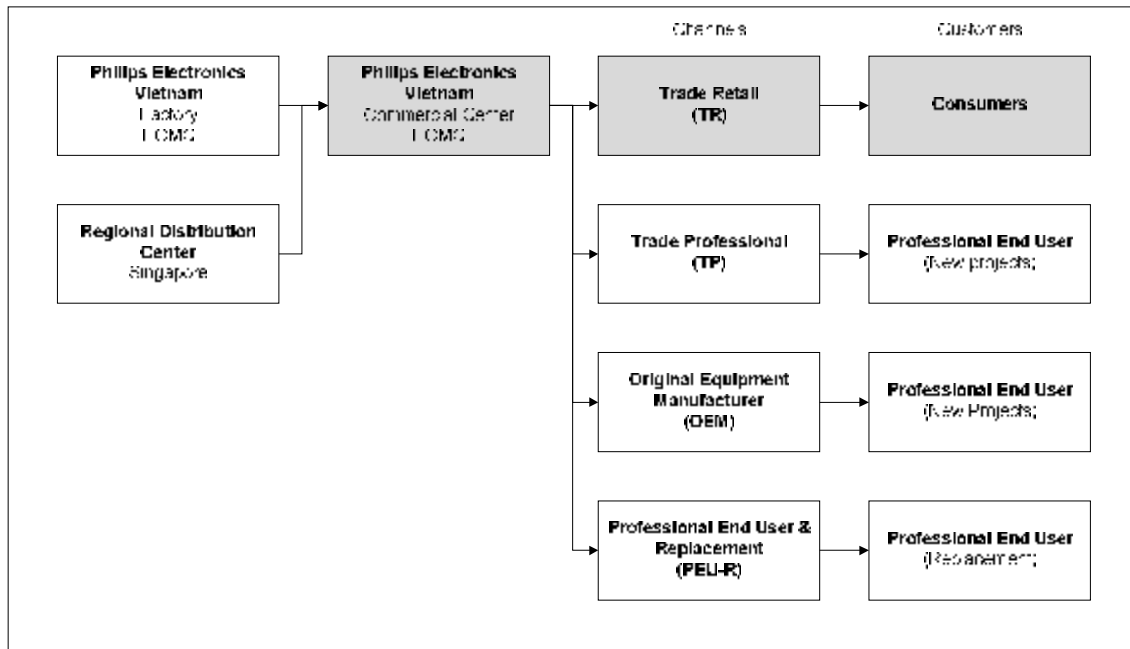 Channels
Customers
Philips Electronics
Vietnam
Factory
HCMC
Philips Electronics
Vietnam
Commercial Center
HCMC
Trade Retail
(TR)
Consumers
Regional Distribution
Center
Singapore
Trade Professional
(TP)
Professional End User
(New projects)
Original Equipment
Manufacturer
(OEM)
Professional End User
(New Projects)
Professional End User &
Replacement
(PEU-R)
Professional End User
(Replacement)